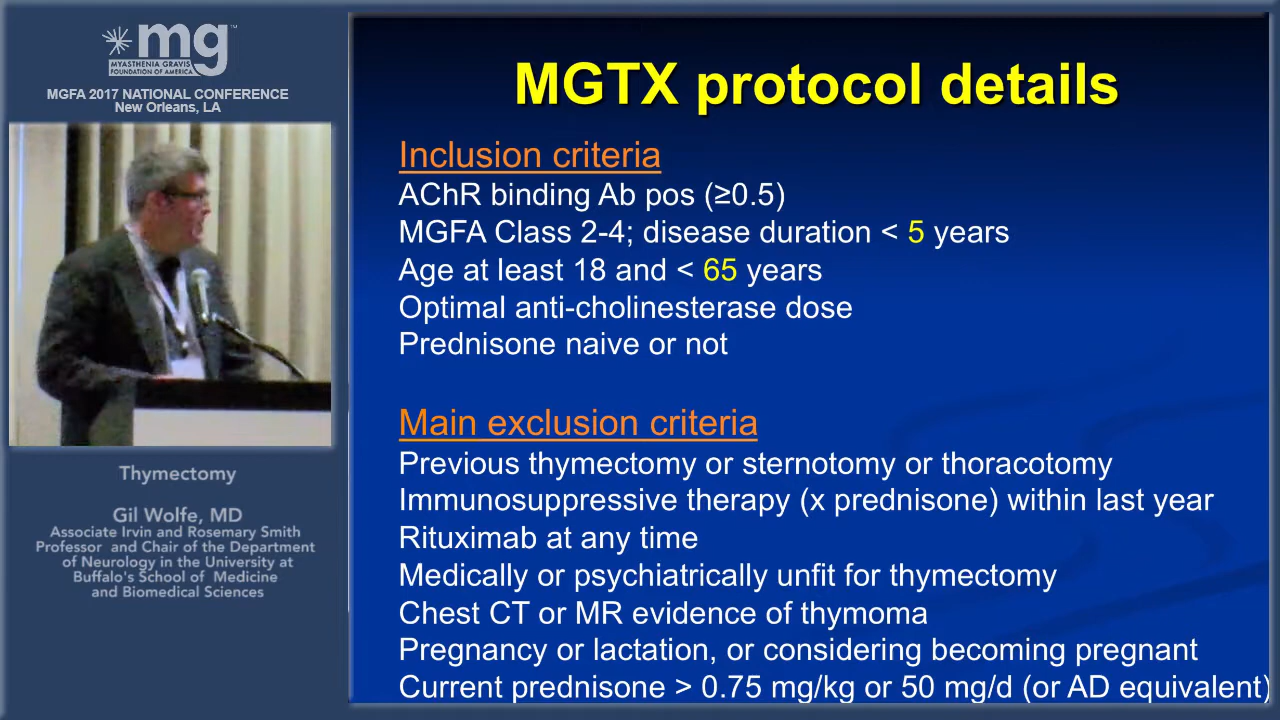 mg™
MYASTHENIA GRAVIS
FOUNDATION OF AMERICA
MGFA 2017 NATIONAL CONFERENCE
New Orleans, LA
Thymectomy
Gil Wolfe, MD
Associate Irvin and Rosemary Smith
Professor and Chair of the Department
of Neurology in the University at
Buffalo's School of Medicine
and Biomedical Sciences
MGTX protocol details
Inclusion criteria
AChR binding Ab pos (≥0.5)
MGFA Class 2-4; disease duration < 5 years
Age at least 18 and < 65 years
Optimal anti-cholinesterase dose
Prednisone naive or not
Main exclusion criteria
Previous thymectomy or sternotomy or thoracotomy
Immunosuppressive therapy (x prednisone) within last year
Rituximab at any time
Medically or psychiatrically unfit for thymectomy
Chest CT or MR evidence of thymoma
Pregnancy or lactation, or considering becoming pregnant
Current prednisone > 0.75 mg/kg or 50 mg/d (or AD equivalent)